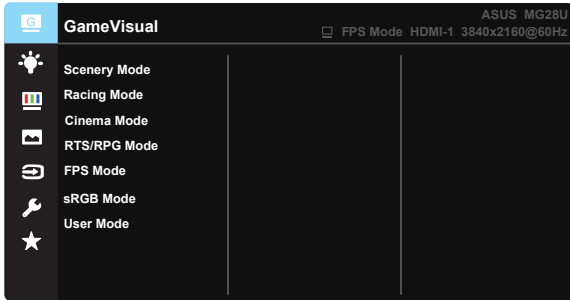 G
GameVisual
ASUS MG28U
FPS Mode HDMI-1 3840x2160@60Hz
Scenery Mode
Racing Mode
Cinema Mode
RTS/RPG Mode
FPS Mode
sRGB Mode
User Mode